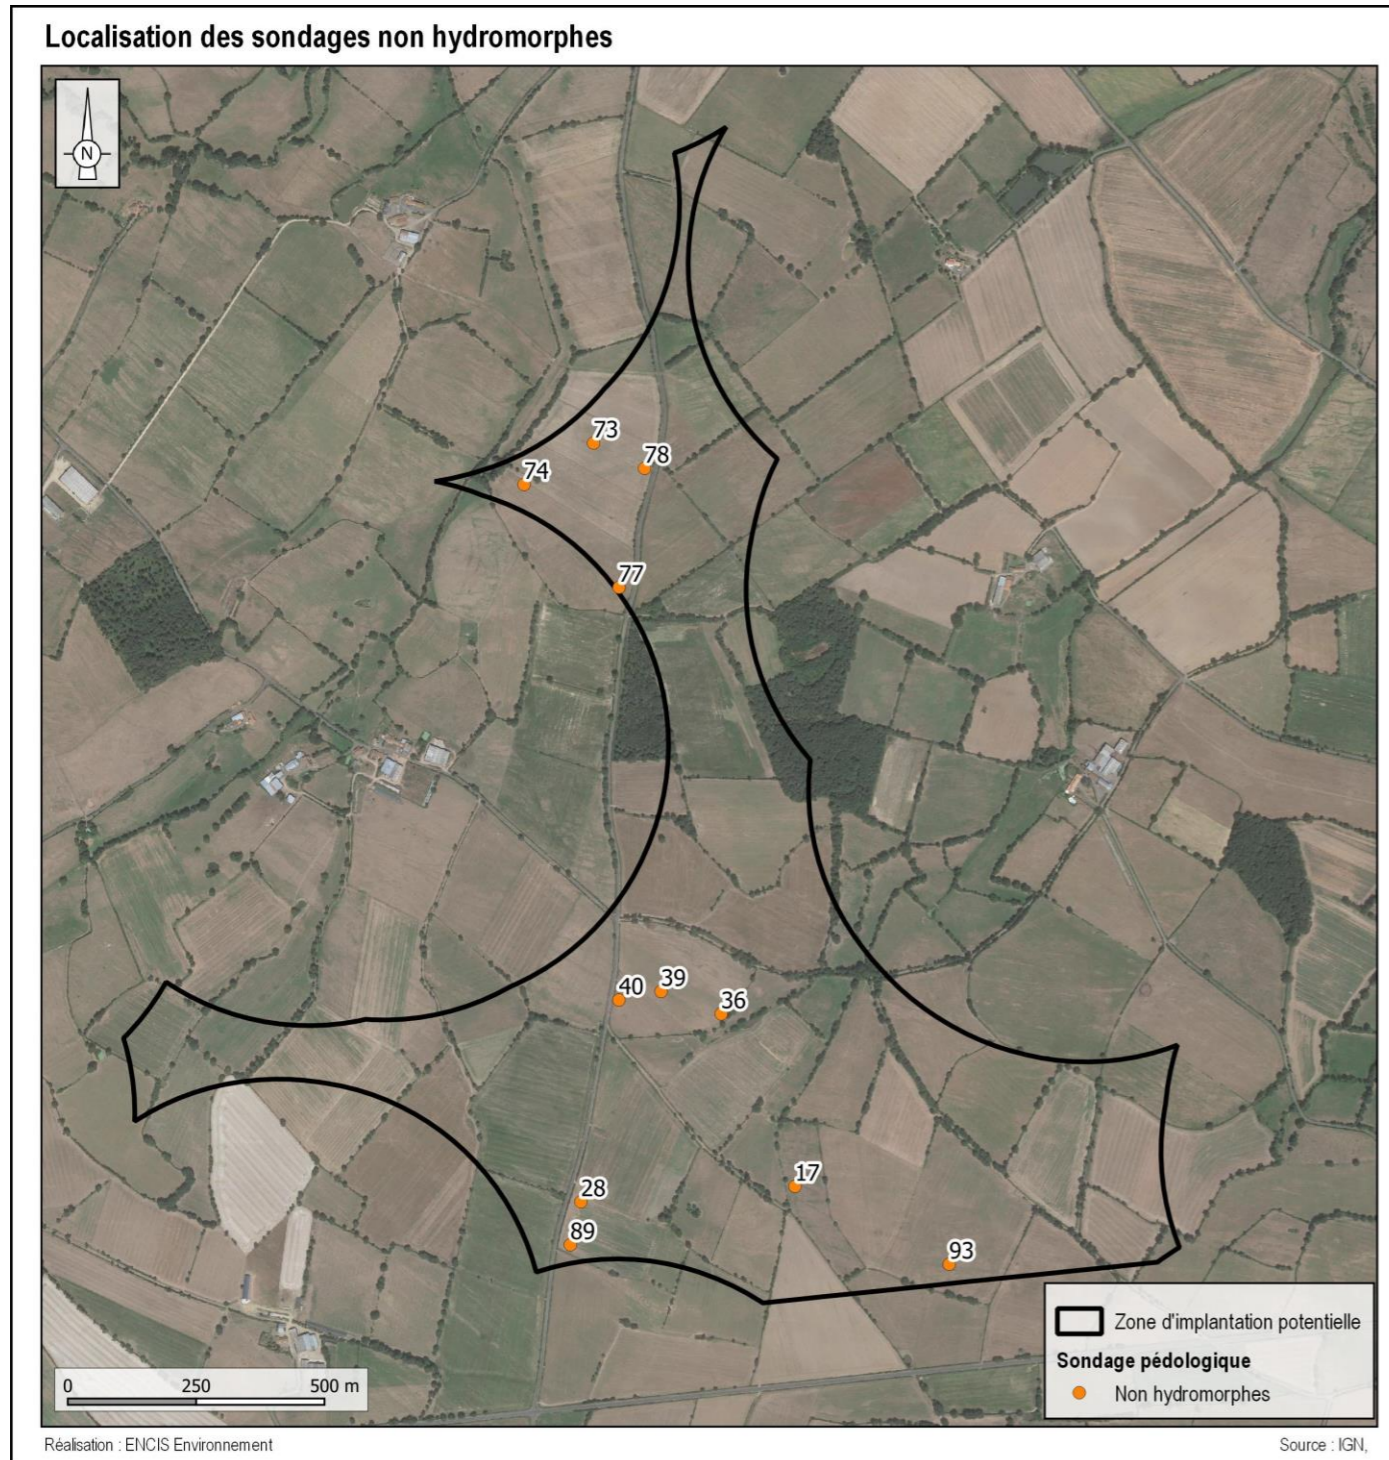 Localisation des sondages non hydromorphes
N
73
78
74
77
39
40
36
17
28
89
93
Zone d'implantation potentielle
Sondage pédologique
Non hydromorphes
0 250 500 m
Réalisation : ENCIS Environnement
Source : IGN,